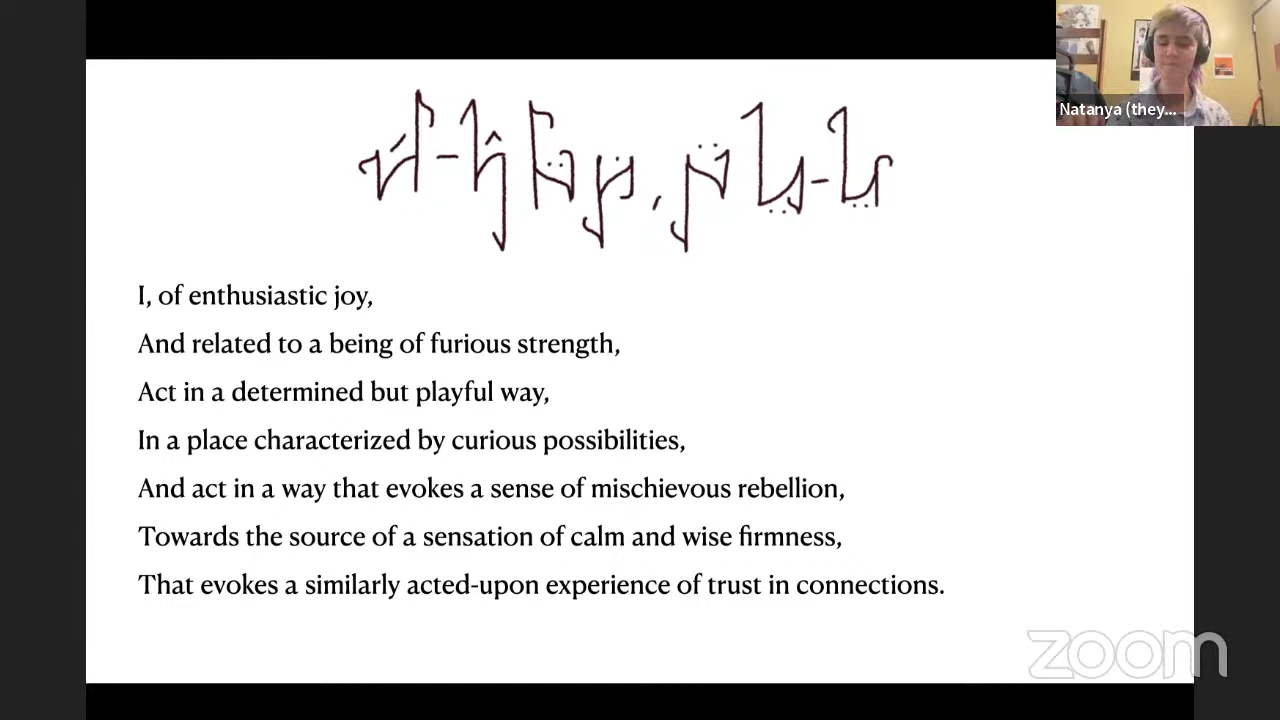 Natanya (they...
I, of enthusiastic joy,
And related to a being of furious strength,
Act in a determined but playful way,
In a place characterized by curious possibilities,
And act in a way that evokes a sense of mischievous rebellion,
Towards the source of a sensation of calm and wise firmness,
That evokes a similarly acted-upon experience of trust in connections.
zoom